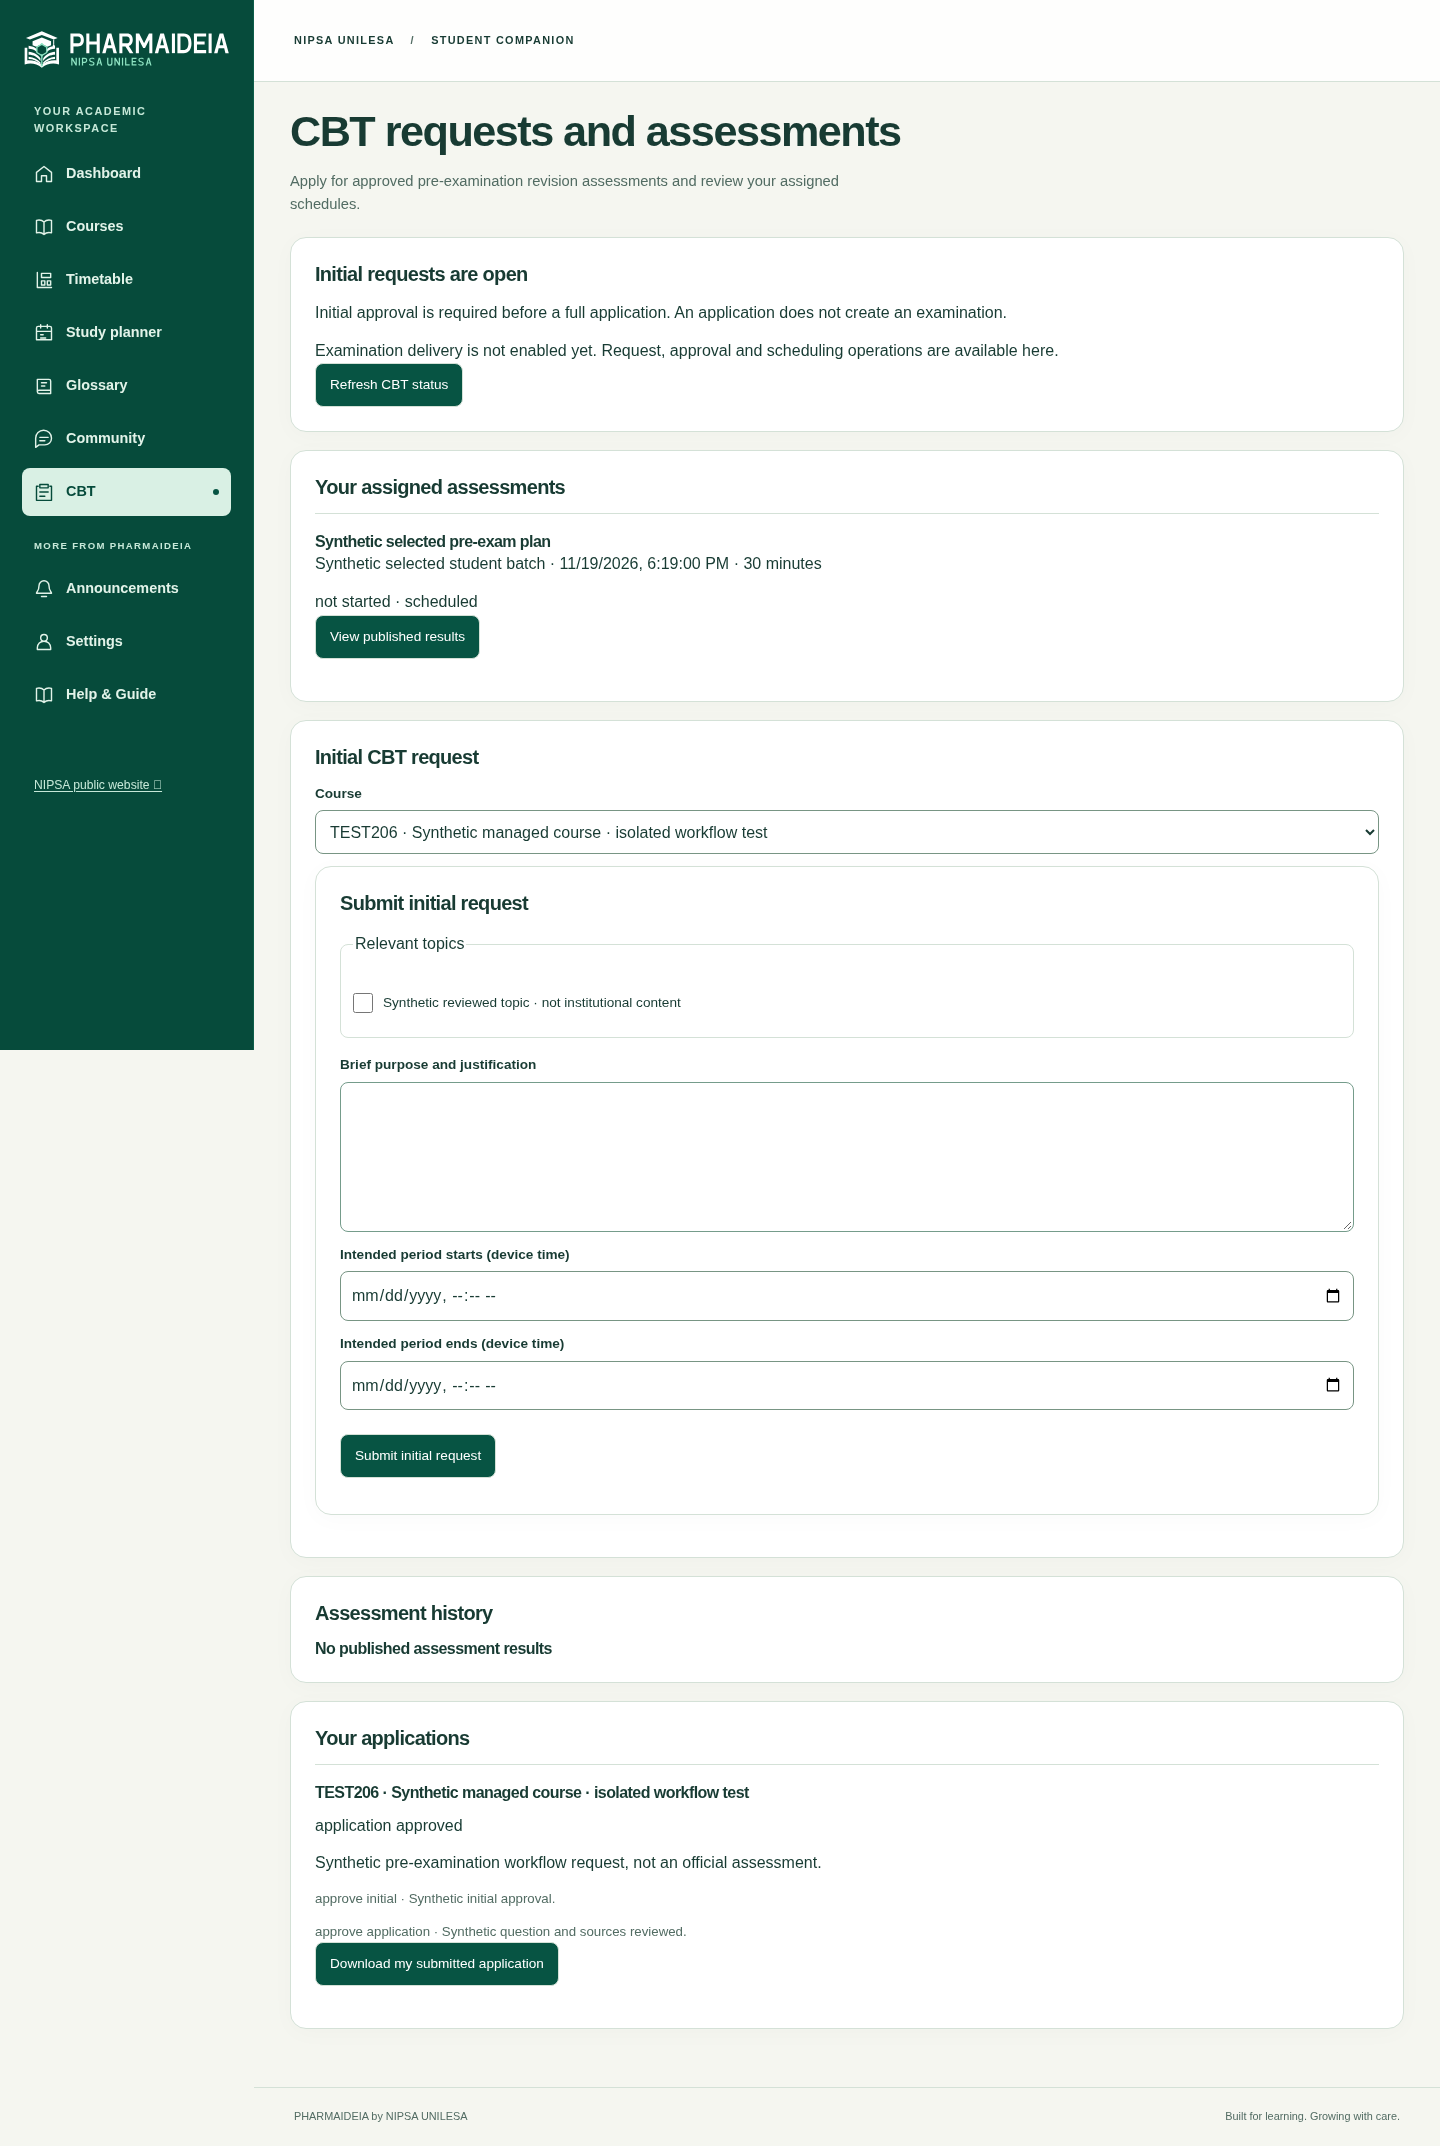 PHARMAIDEIA
NIPSA UNILESA
YOUR ACADEMIC
WORKSPACE
Dashboard
Courses
Timetable
Study planner
Glossary
Community
CBT
MORE FROM PHARMAIDEIA
Announcements
Settings
Help & Guide
NIPSA public website
NIPSA UNILESA / STUDENT COMPANION
CBT requests and assessments
Apply for approved pre-examination revision assessments and review your assigned
schedules.
Initial requests are open
Initial approval is required before a full application. An application does not create an examination.
Examination delivery is not enabled yet. Request, approval and scheduling operations are available here.
Refresh CBT status
Your assigned assessments
Synthetic selected pre-exam plan
Synthetic selected student batch · 11/19/2026, 6:19:00 PM · 30 minutes
not started · scheduled
View published results
Initial CBT request
Course
TEST206 · Synthetic managed course · isolated workflow test
Submit initial request
Relevant topics
Synthetic reviewed topic · not institutional content
Brief purpose and justification
Intended period starts (device time)
mm/dd/yyyy, --:-- --
Intended period ends (device time)
mm/dd/yyyy, --:-- --
Submit initial request
Assessment history
No published assessment results
Your applications
TEST206 · Synthetic managed course · isolated workflow test
application approved
Synthetic pre-examination workflow request, not an official assessment.
approve initial · Synthetic initial approval.
approve application · Synthetic question and sources reviewed.
Download my submitted application
PHARMAIDEIA by NIPSA UNILESA
Built for learning. Growing with care.